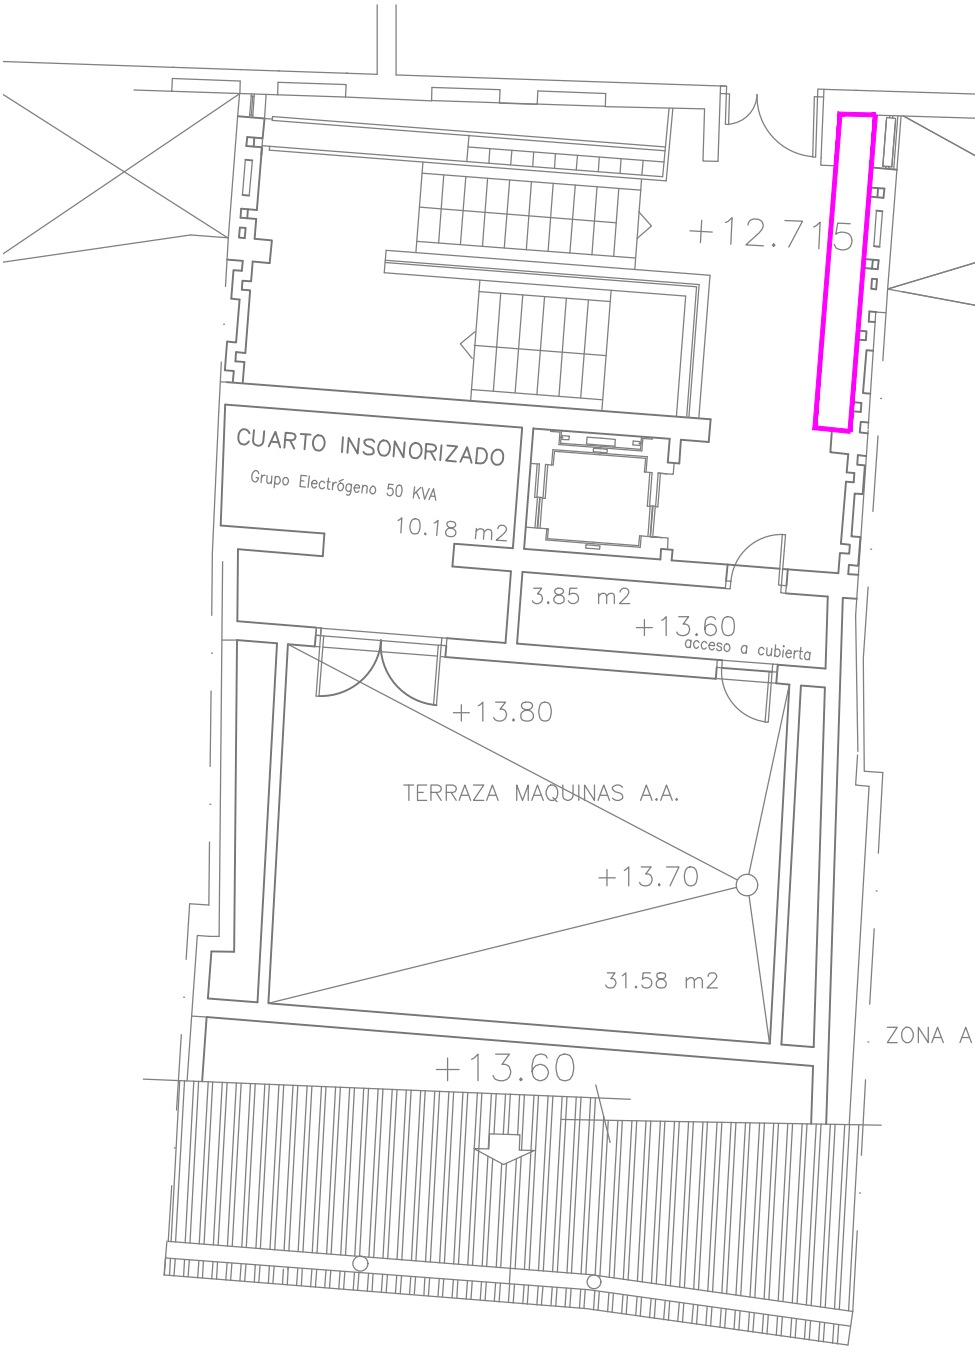 +12.715
CUARTO INSONORIZADO
Grupo Electrógeno 50 KVA
10.18 m2
3.85 m2
+13.60
acceso a cubierta
+13.80
TERRAZA MAQUINAS A.A.
+13.70
31.58 m2
ZONA A
+13.60